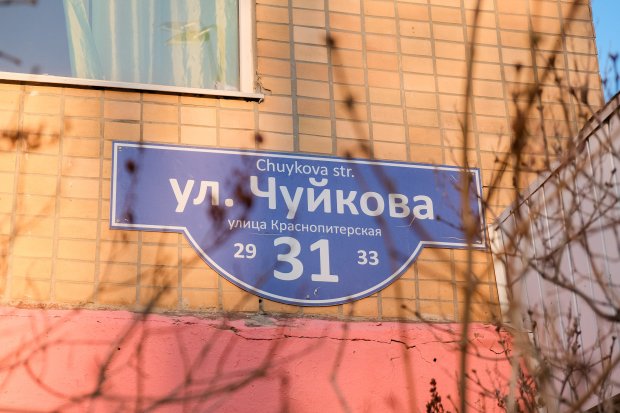 Chuykova str.
ул. Чуйкова
улица Краснопитерская
29 31 33